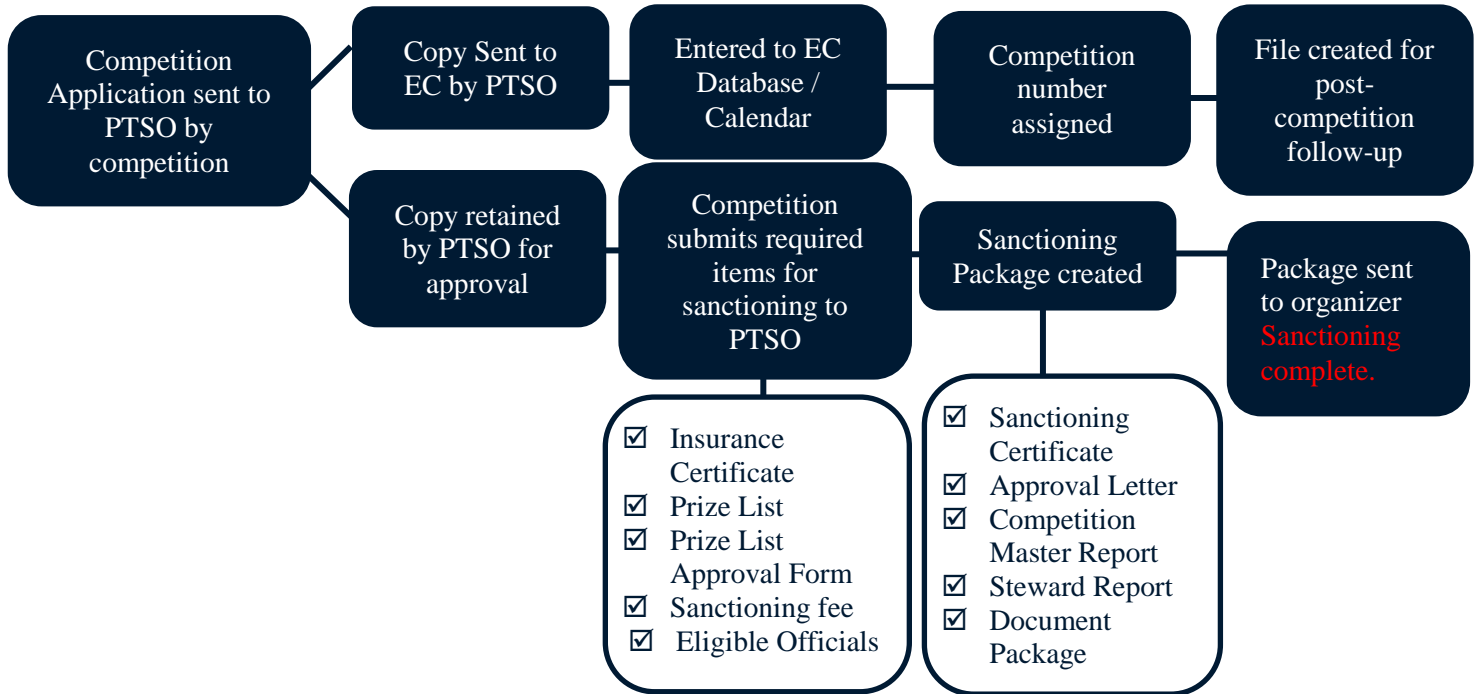 Competition
Application sent to
PTSO by
competition
Copy Sent to
EC by PTSO
Entered to EC
Database /
Calendar
Competition
number
assigned
File created for
post-
competition
follow-up
Copy retained
by PTSO for
approval
Competition
submits required
items for
sanctioning to
PTSO
Sanctioning
Package created
Package sent
to organizer
Sanctioning
complete.
☑ Insurance
Certificate
☑ Prize List
☑ Prize List
Approval Form
☑ Sanctioning fee
☑ Eligible Officials
☑ Sanctioning
Certificate
☑ Approval Letter
☑ Competition
Master Report
☑ Steward Report
☑ Document
Package